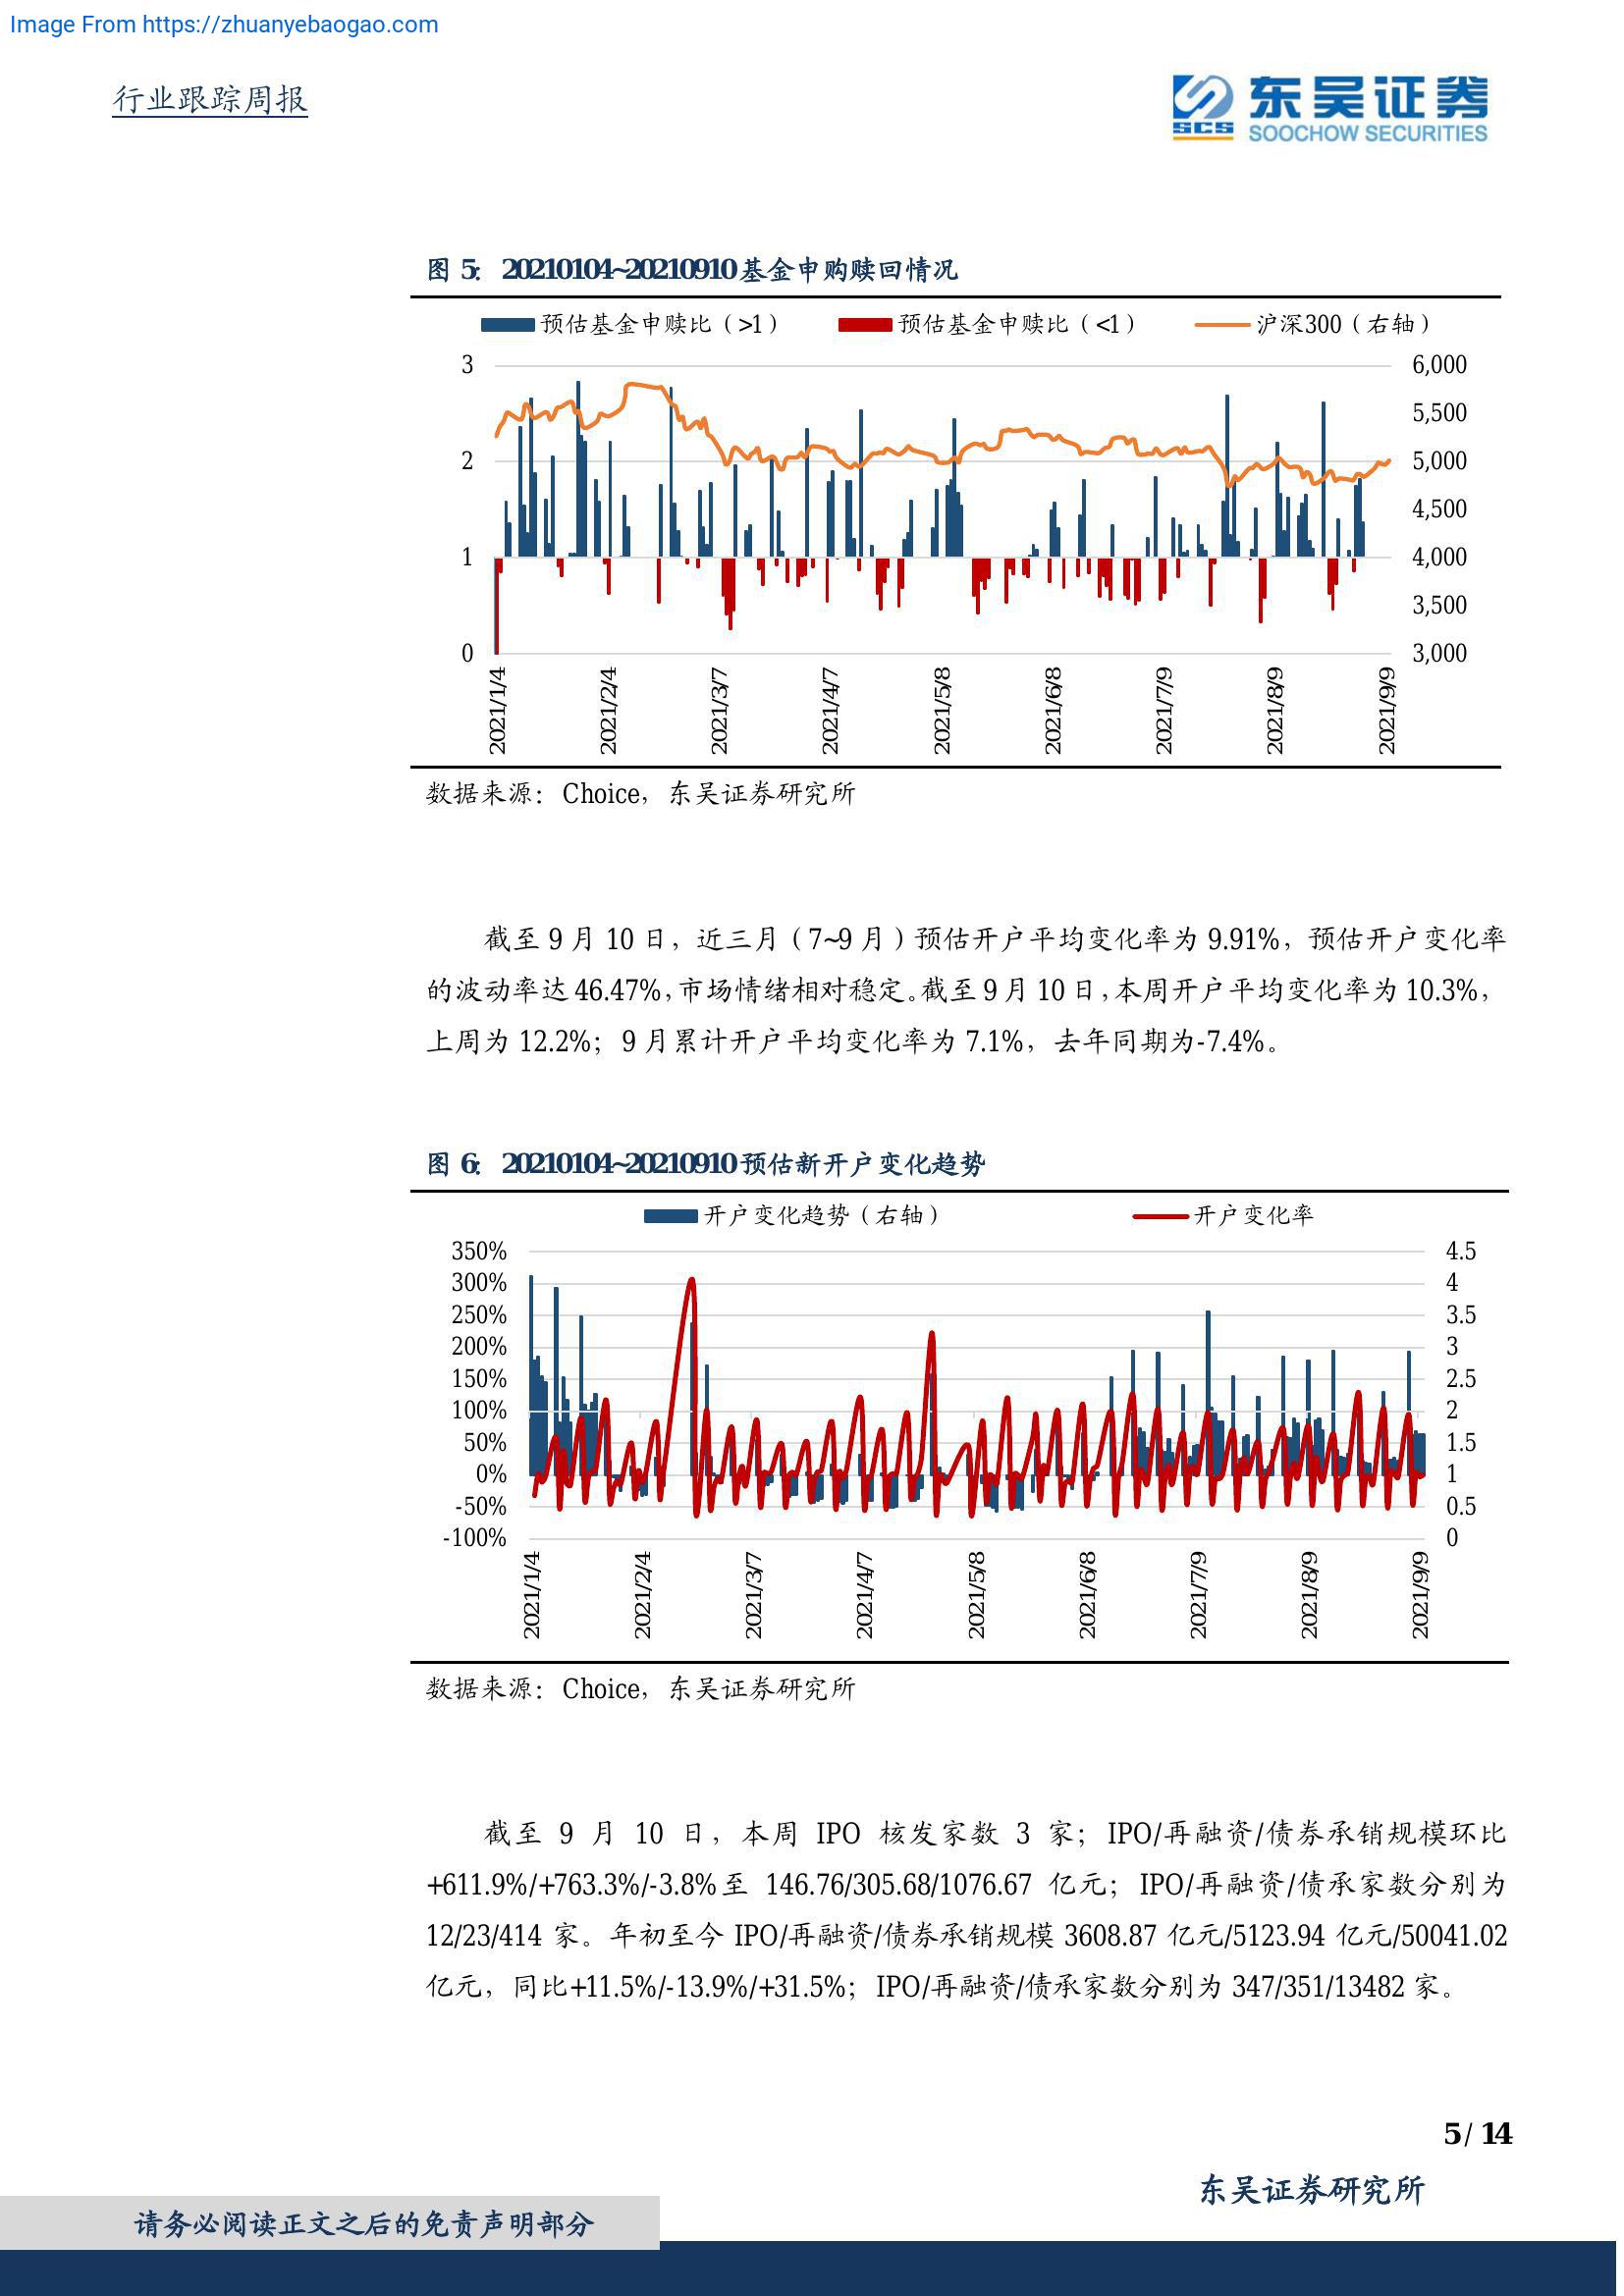 Image From https://zhuanyebaogao.com
行业跟踪周报
东吴证券
SCS
SOOCHOW SECURITIES
图 5: 20210104~20210910基金申购赎回情况
预估基金申赎比（>1） 预估基金申赎比（<1） 沪深300（右轴）
3 6,000
5,500
2 5,000
4,500
1 4,000
3,500
0 3,000
2021/1/4 2021/2/4 2021/3/7 2021/4/7 2021/5/8 2021/6/8 2021/7/9 2021/8/9 2021/9/9
数据来源：Choice，东吴证券研究所
截至 9 月 10 日，近三月（7~9 月）预估开户平均变化率为 9.91%，预估开户变化率
的波动率达 46.47%，市场情绪相对稳定。截至 9 月 10 日，本周开户平均变化率为 10.3%，
上周为 12.2%；9 月累计开户平均变化率为 7.1%，去年同期为-7.4%。
图 6: 20210104~20210910预估新开户变化趋势
开户变化趋势（右轴） 开户变化率
350% 4.5
300% 4
250% 3.5
200% 3
150% 2.5
100% 2
50% 1.5
0% 1
-50% 0.5
-100% 0
2021/1/4 2021/2/4 2021/3/7 2021/4/7 2021/5/8 2021/6/8 2021/7/9 2021/8/9 2021/9/9
数据来源：Choice，东吴证券研究所
截至 9 月 10 日，本周 IPO 核发家数 3 家；IPO/再融资/债券承销规模环比
+611.9%/+763.3%/-3.8%至 146.76/305.68/1076.67 亿元；IPO/再融资/债承家数分别为
12/23/414 家。年初至今 IPO/再融资/债券承销规模 3608.87 亿元/5123.94 亿元/50041.02
亿元，同比+11.5%/-13.9%/+31.5%；IPO/再融资/债承家数分别为 347/351/13482 家。
5 / 14
东吴证券研究所
请务必阅读正文之后的免责声明部分